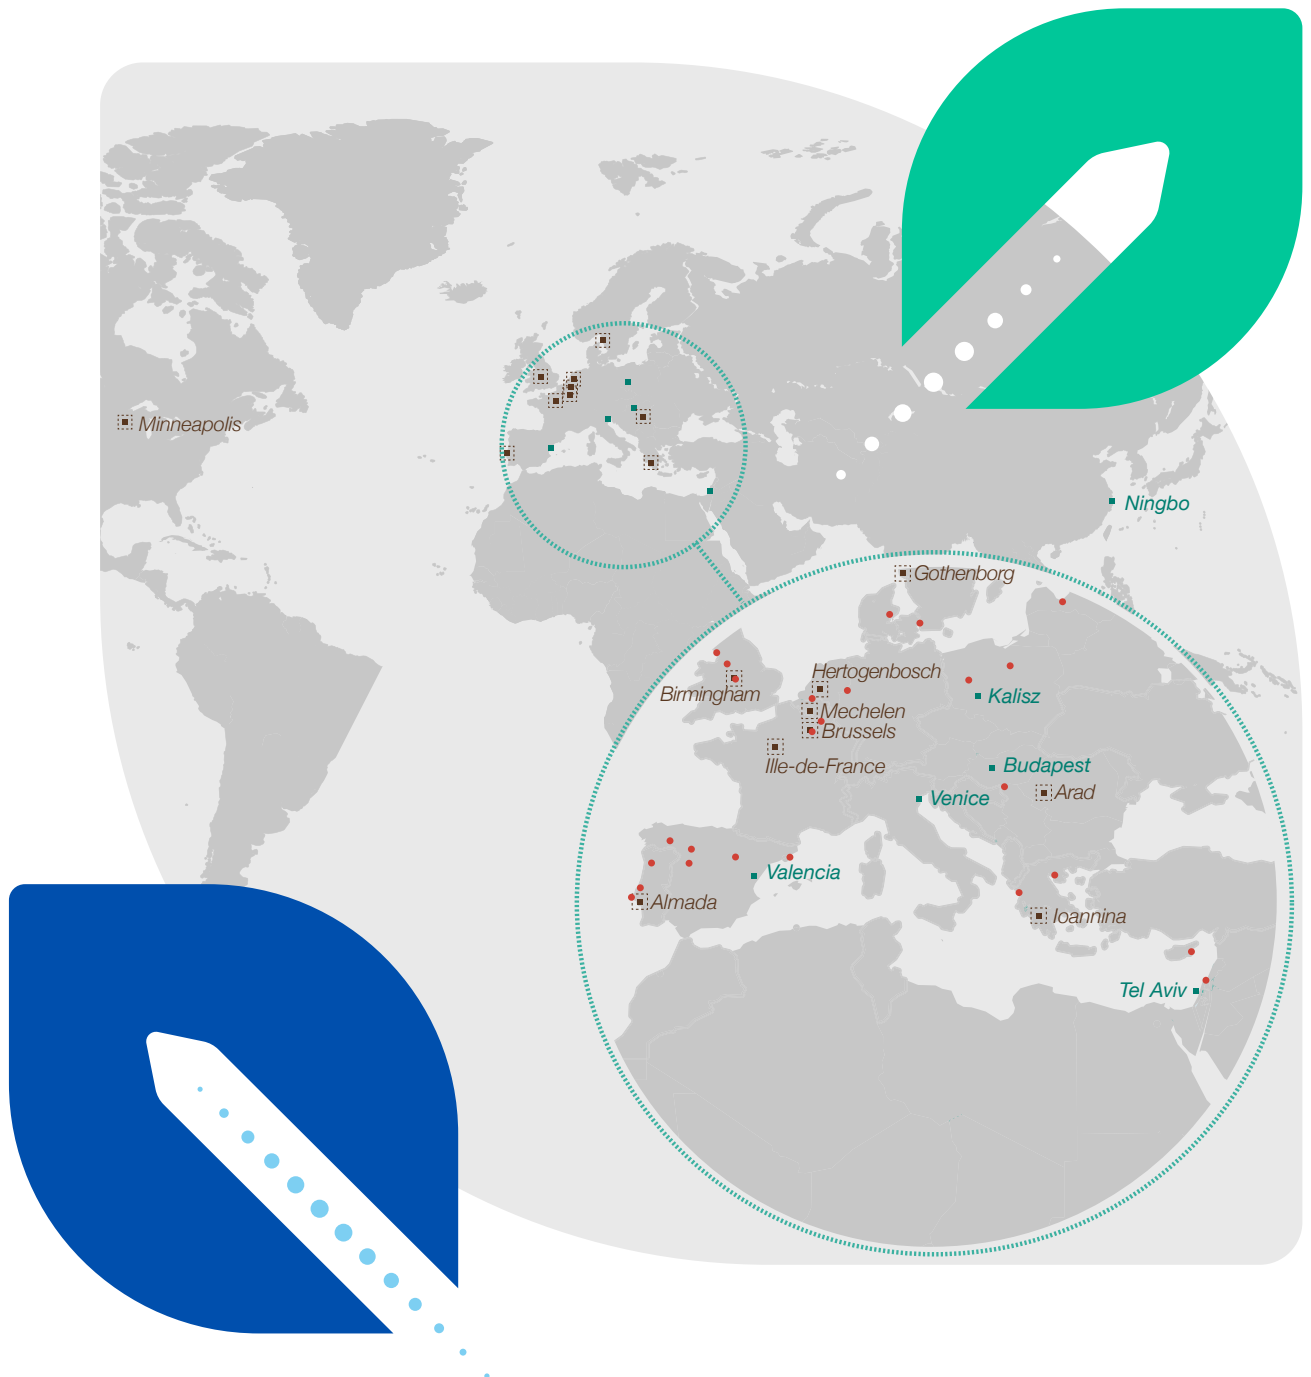 Minneapolis
Ningbo
Gothenborg
Hertogenbosch
Birmingham
Kalisz
Mechelen
Brussels
Ille-de-France
Budapest
Arad
Venice
Valencia
Almada
Ioannina
Tel Aviv